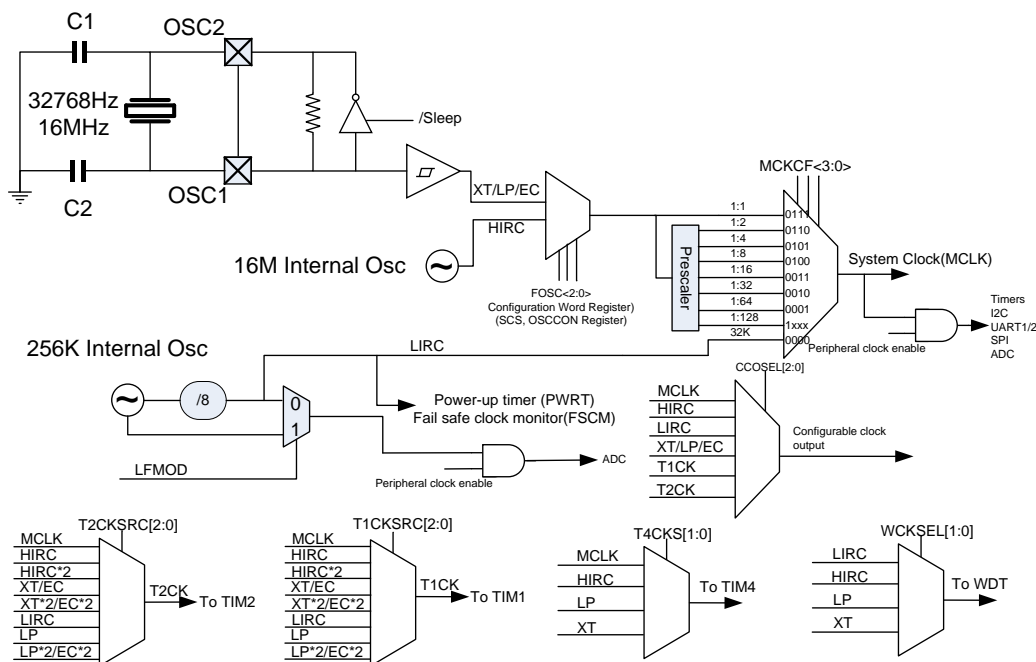 C1
OSC2
32768Hz
16MHz
/Sleep
C2
OSC1
XT/LP/EC
HIRC
MCKCF<3:0>
16M Internal Osc
FOSC<2:0>
Configuration Word Register)
(SCS, OSCCON Register)
Prescaler
1:1
1:2
1:4
1:8
1:16
1:32
1:64
1:128
32K
0111
0110
0101
0100
0011
0010
0001
1xxx
0000
System Clock(MCLK)
Peripheral clock enable
Timers
I2C
UART1/2
SPI
ADC
256K Internal Osc
LIRC
/8
0
1
LFMOD
Power-up timer (PWRT)
Fail safe clock monitor(FSCM)
Peripheral clock enable
ADC
CCOSEL[2:0]
MCLK
HIRC
LIRC
XT/LP/EC
T1CK
T2CK
Configurable clock
output
T2CKSRC[2:0]
MCLK
HIRC
HIRC*2
XT/EC
XT*2/EC*2
LIRC
LP
LP*2/EC*2
T2CK
To TIM2
T1CKSRC[2:0]
MCLK
HIRC
HIRC*2
XT/EC
XT*2/EC*2
LIRC
LP
LP*2/EC*2
T1CK
To TIM1
T4CKS[1:0]
MCLK
HIRC
LP
XT
To TIM4
WCKSEL[1:0]
LIRC
HIRC
LP
XT
To WDT